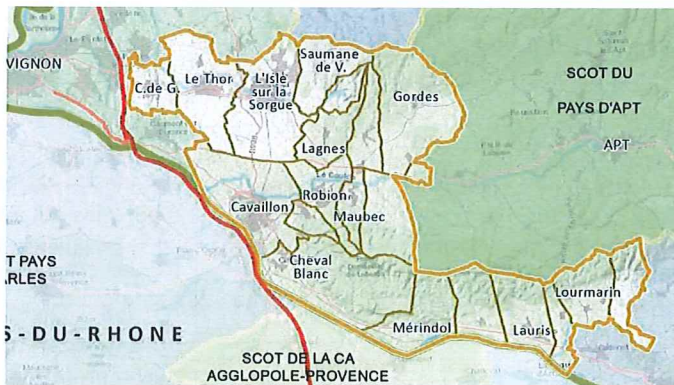 VIGNON
C.de G.
Le Thor
L'Isle
sur la
Sorgue
Saumane
de V.
Gordes
SCOT DU
PAYS D'APT
APT
Lagnes
Robion
Cavaillon
Maubec
Cheval
Blanc
T PAYS
ARLES
S-DU-RHONE
Mérindol
Lauris
Lourmarin
SCOT DE LA CA
AGGLOPOLE-PROVENCE